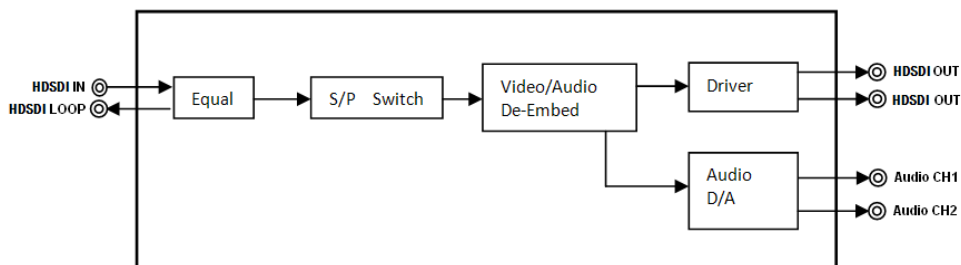 HDSDI IN
HDSDI LOOP
Equal
S/P Switch
Video/Audio
De-Embed
Driver
HDSDI OUT
HDSDI OUT
Audio
D/A
Audio CH1
Audio CH2